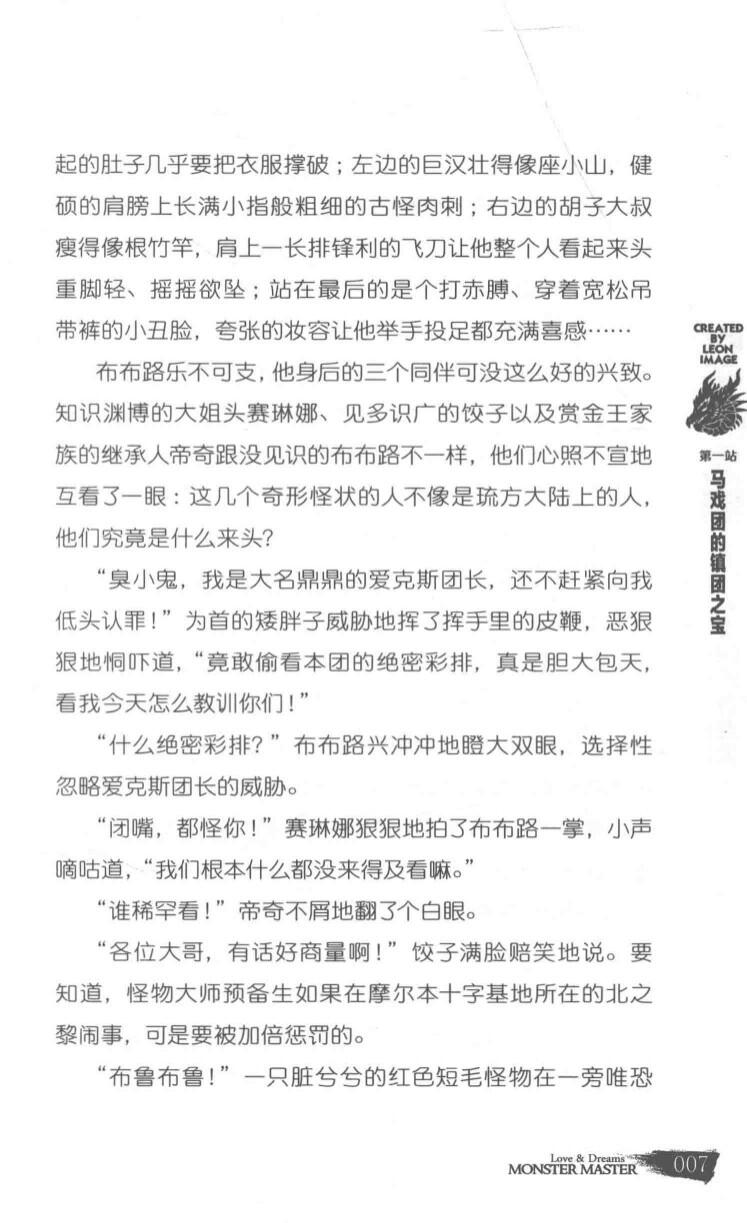 起的肚子几乎要把衣服撑破；左边的巨汉壮得像座小山，健
硕的肩膀上长满小指般粗细的古怪肉刺；右边的胡子大叔
瘦得像根竹竿，肩上一长排锋利的飞刀让他整个人看起来头
重脚轻、摇摇欲坠；站在最后的是个打赤膊、穿着宽松吊
带裤的小丑脸，夸张的妆容让他举手投足都充满喜感……
布布路乐不可支，他身后的三个同伴可没这么好的兴致。
知识渊博的大姐头赛琳娜、见多识广的饺子以及赏金王家
族的继承人帝奇跟没见识的布布路不一样，他们心照不宣地
互看了一眼：这几个奇形怪状的人不像是琉方大陆上的人，
他们究竟是什么来头？
“臭小鬼，我是大名鼎鼎的爱克斯团长，还不赶紧向我
低头认罪！”为首的矮胖子威胁地挥了挥手里的皮鞭，恶狠
狠地恫吓道，“竟敢偷看本团的绝密彩排，真是胆大包天，
看我今天怎么教训你们！”
“什么绝密彩排？”布布路兴冲冲地瞪大双眼，选择性
忽略爱克斯团长的威胁。
“闭嘴，都怪你！”赛琳娜狠狠地拍了布布路一掌，小声
嘀咕道，“我们根本什么都没来得及看嘛。”
“谁稀罕看！”帝奇不屑地翻了个白眼。
“各位大哥，有话好商量啊！”饺子满脸赔笑地说。要
知道，怪物大师预备生如果在摩尔本十字基地所在的北之
黎闹事，可是要被加倍惩罚的。
“布鲁布鲁！”一只脏兮兮的红色短毛怪物在一旁唯恐
CREATED
BY
LEON
IMAGE
第一站
马戏团的镇团之宝
Love & Dreams
MONSTER MASTER
007